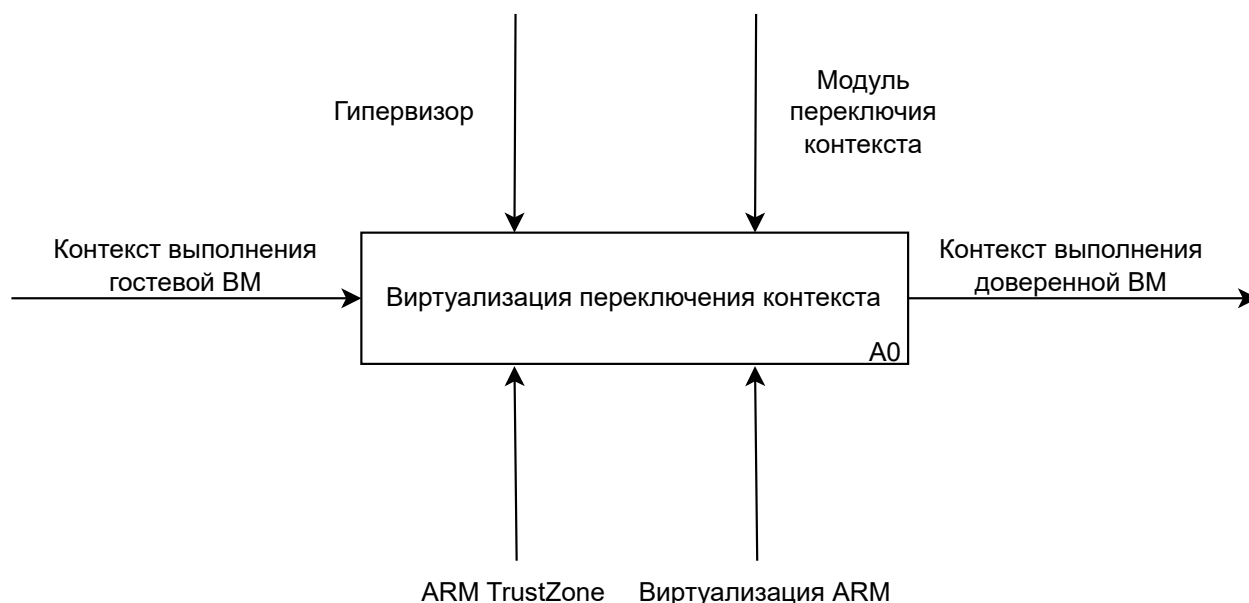 Модуль
Гипервизор
переключия
контекста
Контекст выполнения
гостевой ВМ
Контекст выполнения
доверенной ВМ
Виртуализация переключения контекста
A0
ARM TrustZone
Виртуализация ARM